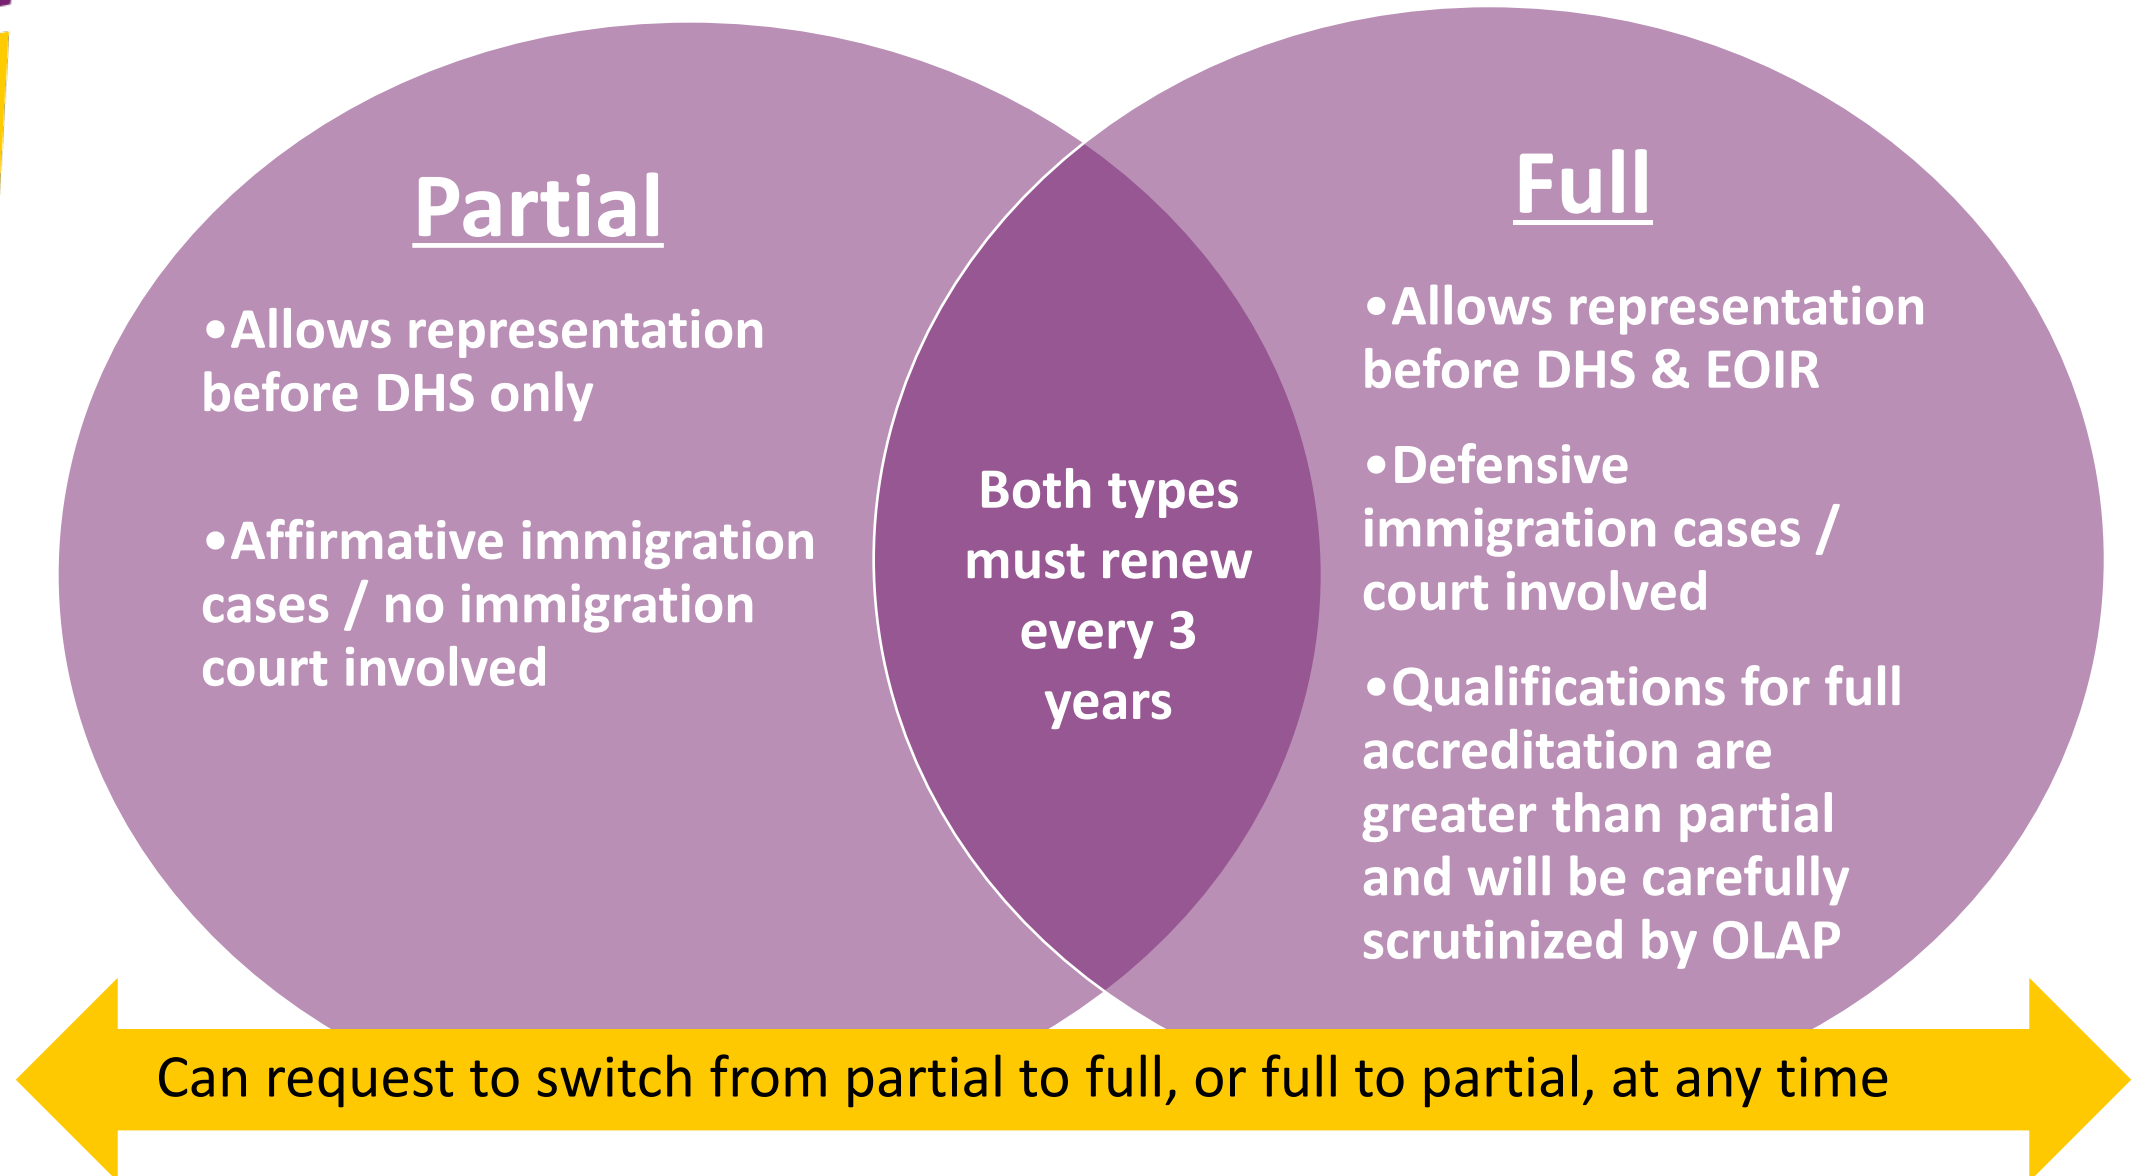 Partial
•Allows representation
before DHS only
•Affirmative immigration
cases / no immigration
court involved
Both types
must renew
every 3
years
Full
•Allows representation
before DHS & EOIR
•Defensive
immigration cases /
court involved
•Qualifications for full
accreditation are
greater than partial
and will be carefully
scrutinized by OLAP
Can request to switch from partial to full, or full to partial, at any time